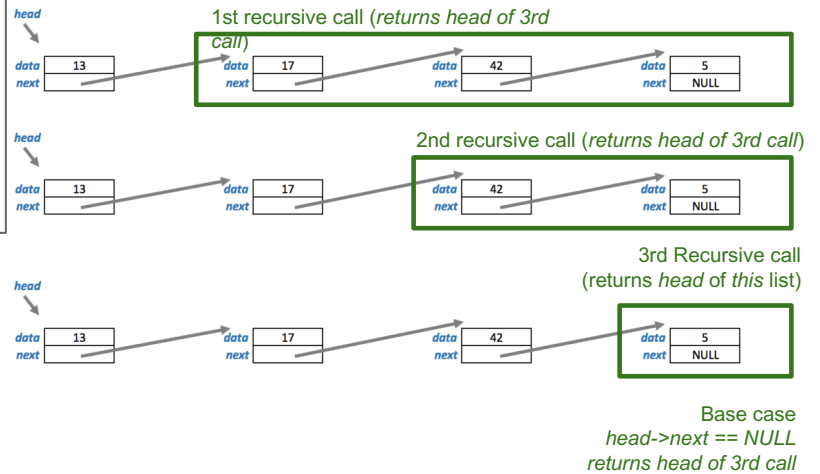 head
1st recursive call (returns head of 3rd
call)
data 13 data 17 data 42 data 5
next next next next NULL
head
2nd recursive call (returns head of 3rd call)
data 13 data 17 data 42 data 5
next next next next NULL
3rd Recursive call
(returns head of this list)
head
data 13 data 17 data 42 data 5
next next next next NULL
Base case
head->next == NULL
returns head of 3rd call